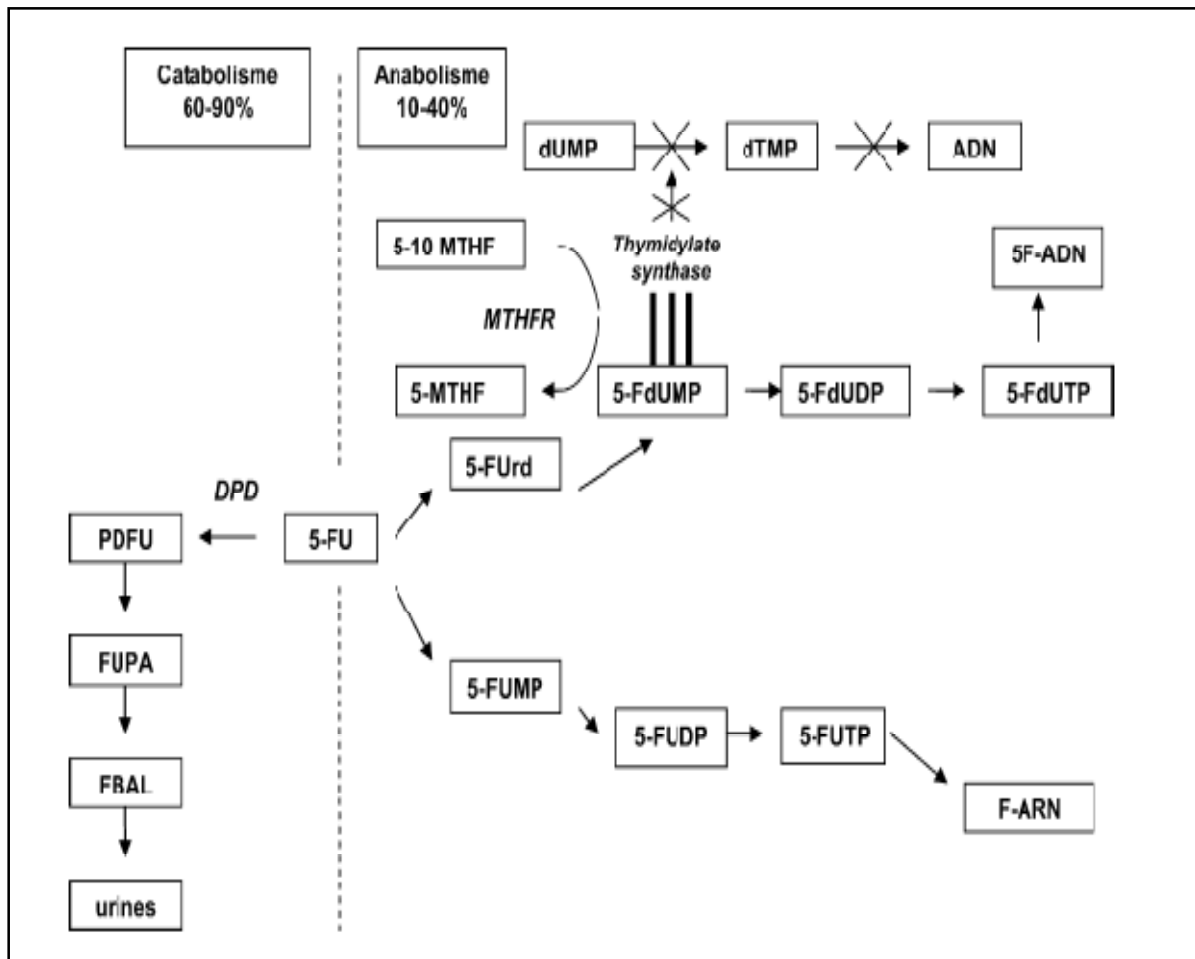 Catabolisme
60-90%
Anabolisme
10-40%
dUMP
dTMP
ADN
5-10 MTHF
Thymidylate
synthase
5F-ADN
MTHFR
5-MTHF
5-FdUMP
5-FdUDP
5-FdUTP
5-FUrd
DPD
PDFU
5-FU
FUPA
5-FUMP
5-FUDP
5-FUTP
FBAL
F-ARN
urines